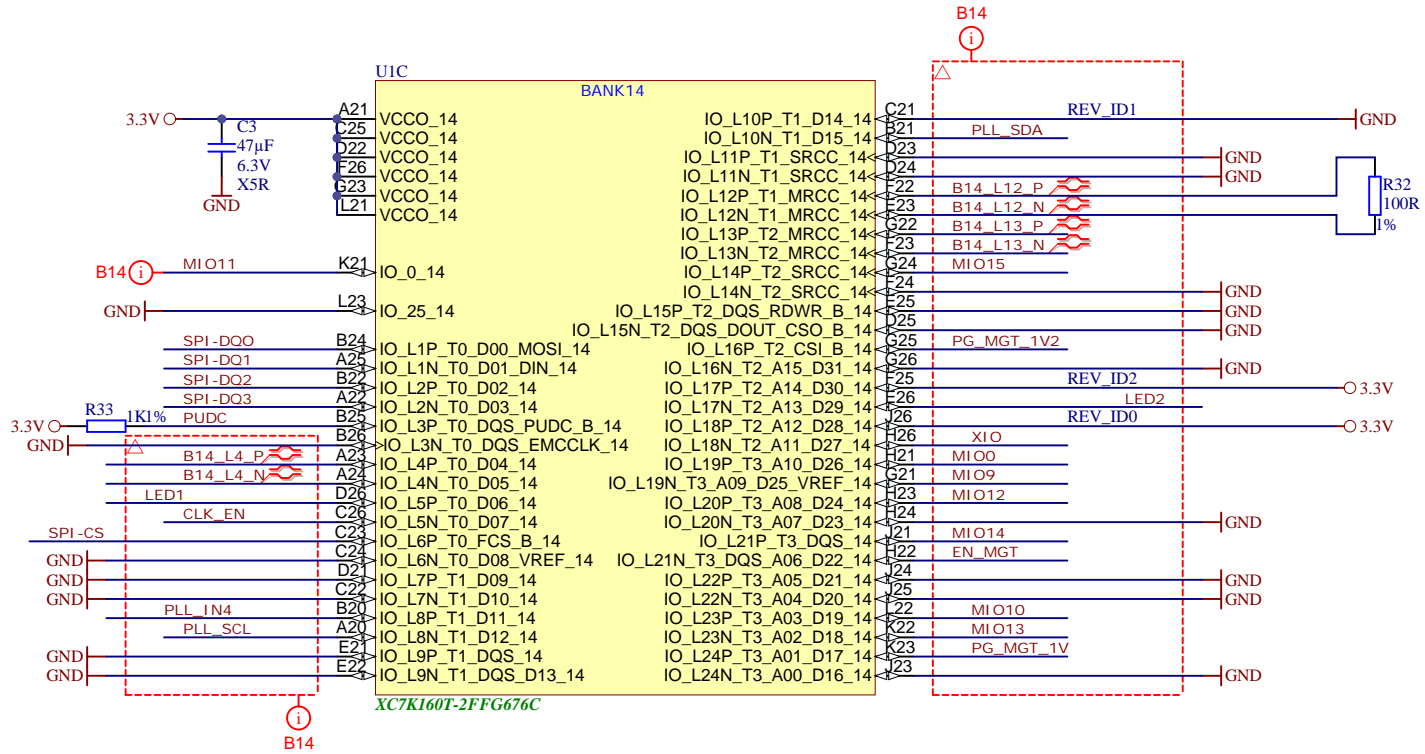 B14
U1C
BANK14
3.3V
C3
47µF
6.3V
X5R
GND
A21 VCCO_14
C25 VCCO_14
D22 VCCO_14
F26 VCCO_14
G23 VCCO_14
L21 VCCO_14
B14 i MIO11 K21 IO_0_14
GND L23 IO_25_14
SPI-DQ0 B24 IO_L1P_T0_D00_MOSI_14
SPI-DQ1 A25 IO_L1N_T0_D01_DIN_14
SPI-DQ2 B22 IO_L2P_T0_D02_14
SPI-DQ3 A22 IO_L2N_T0_D03_14
3.3V R33 1K1% PUDC B25 IO_L3P_T0_DQS_PUDC_B_14
GND B26 IO_L3N_T0_DQS_EMCCLK_14
B14_L4_P A23 IO_L4P_T0_D04_14
B14_L4_N A24 IO_L4N_T0_D05_14
LED1 D26 IO_L5P_T0_D06_14
CLK_EN C26 IO_L5N_T0_D07_14
SPI-CS C23 IO_L6P_T0_FCS_B_14
GND C24 IO_L6N_T0_D08_VREF_14
GND D21 IO_L7P_T1_D09_14
GND C22 IO_L7N_T1_D10_14
PLL_IN4 B20 IO_L8P_T1_D11_14
PLL_SCL A20 IO_L8N_T1_D12_14
GND E21 IO_L9P_T1_DQS_14
GND E22 IO_L9N_T1_DQS_D13_14
i
IO_L10P_T1_D14_14 C21 REV_ID1 GND
IO_L10N_T1_D15_14 B21 PLL_SDA
IO_L11P_T1_SRCC_14 D23 GND
IO_L11N_T1_SRCC_14 D24 GND
IO_L12P_T1_MRCC_14 F22 B14_L12_P
IO_L12N_T1_MRCC_14 E23 B14_L12_N
R32
100R
1%
IO_L13P_T2_MRCC_14 G22 B14_L13_P
IO_L13N_T2_MRCC_14 F23 B14_L13_N
IO_L14P_T2_SRCC_14 G24 MIO15
IO_L14N_T2_SRCC_14 F24 GND
IO_L15P_T2_DQS_RDWR_B_14 E25 GND
IO_L15N_T2_DQS_DOUT_CSO_B_14 D25 GND
IO_L16P_T2_CSI_B_14 G25 PG_MGT_1V2
IO_L16N_T2_A15_D31_14 G26 GND
IO_L17P_T2_A14_D30_14 F25 REV_ID2 3.3V
IO_L17N_T2_A13_D29_14 E26 LED2
IO_L18P_T2_A12_D28_14 J26 REV_ID0 3.3V
IO_L18N_T2_A11_D27_14 H26 XIO
IO_L19P_T3_A10_D26_14 H21 MIO0
IO_L19N_T3_A09_D25_VREF_14 G21 MIO9
IO_L20P_T3_A08_D24_14 H23 MIO12
IO_L20N_T3_A07_D23_14 H24 GND
IO_L21P_T3_DQS_14 J21 MIO14
IO_L21N_T3_DQS_A06_D22_14 H22 EN_MGT
IO_L22P_T3_A05_D21_14 J24 GND
IO_L22N_T3_A04_D20_14 J25 GND
IO_L23P_T3_A03_D19_14 L22 MIO10
IO_L23N_T3_A02_D18_14 K22 MIO13
IO_L24P_T3_A01_D17_14 K23 PG_MGT_1V
IO_L24N_T3_A00_D16_14 J23 GND
XC7K160T-2FFG676C
i
B14